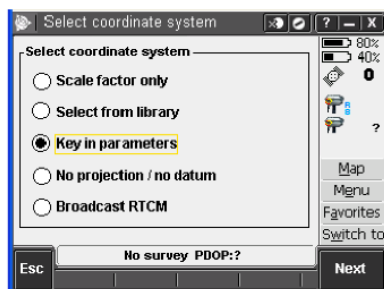 Select coordinate system
? – X
Select coordinate system
80%
40%
Scale factor only
0
Select from library
Key in parameters
?
No projection / no datum
Map
Broadcast RTCM
Menu
Favorites
Switch to
No survey PDOP:?
Esc
Next